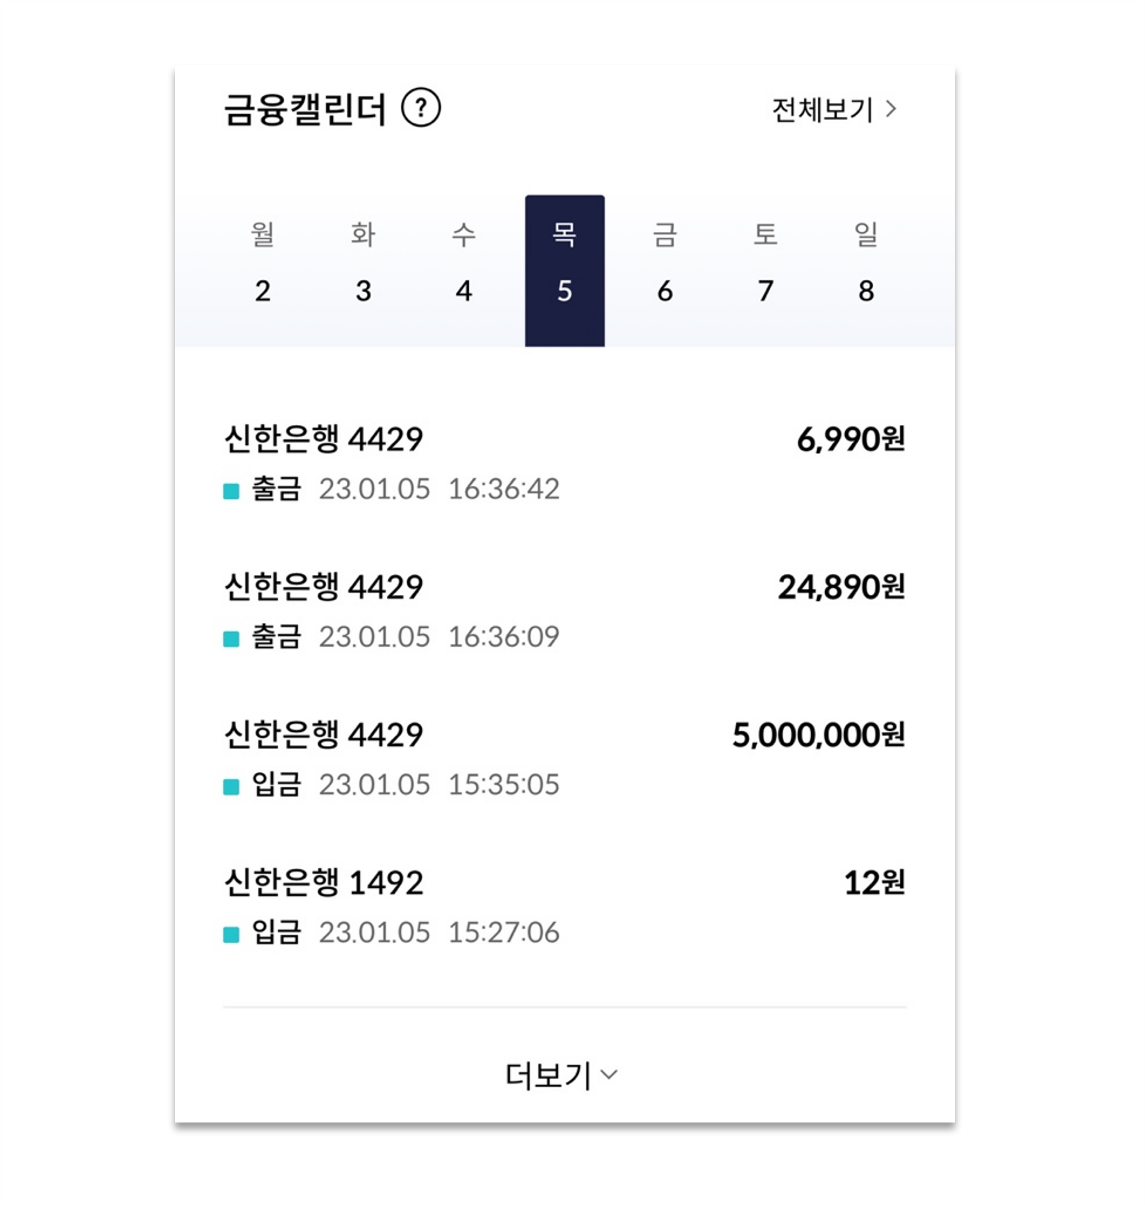 금융캘린더 ? 전체보기 >
월 화 수 목 금 토 일
2 3 4 5 6 7 8
신한은행 4429 6,990원
출금 23.01.05 16:36:42
신한은행 4429 24,890원
출금 23.01.05 16:36:09
신한은행 4429 5,000,000원
입금 23.01.05 15:35:05
신한은행 1492 12원
입금 23.01.05 15:27:06
더보기